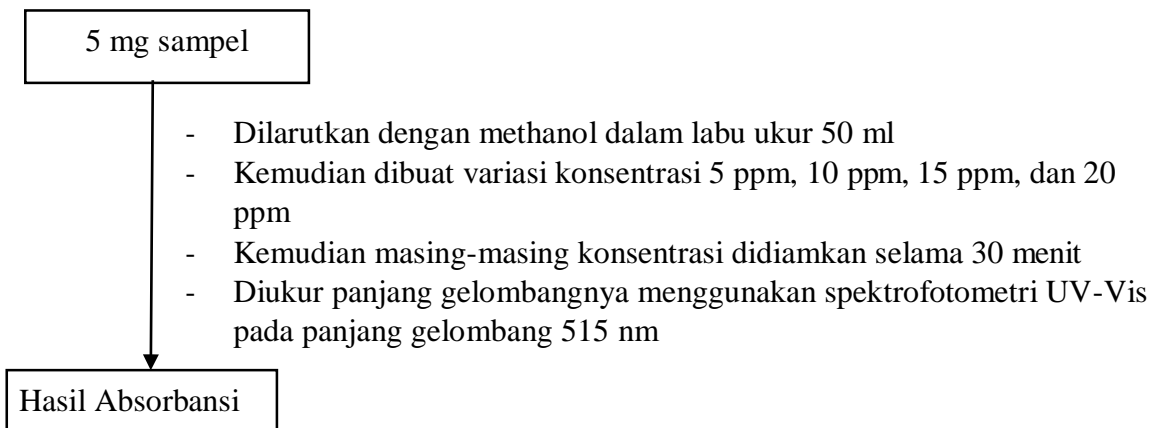 5 mg sampel
- Dilarutkan dengan methanol dalam labu ukur 50 ml
- Kemudian dibuat variasi konsentrasi 5 ppm, 10 ppm, 15 ppm, dan 20
ppm
- Kemudian masing-masing konsentrasi didiamkan selama 30 menit
- Diukur panjang gelombangnya menggunakan spektrofotometri UV-Vis
pada panjang gelombang 515 nm
Hasil Absorbansi